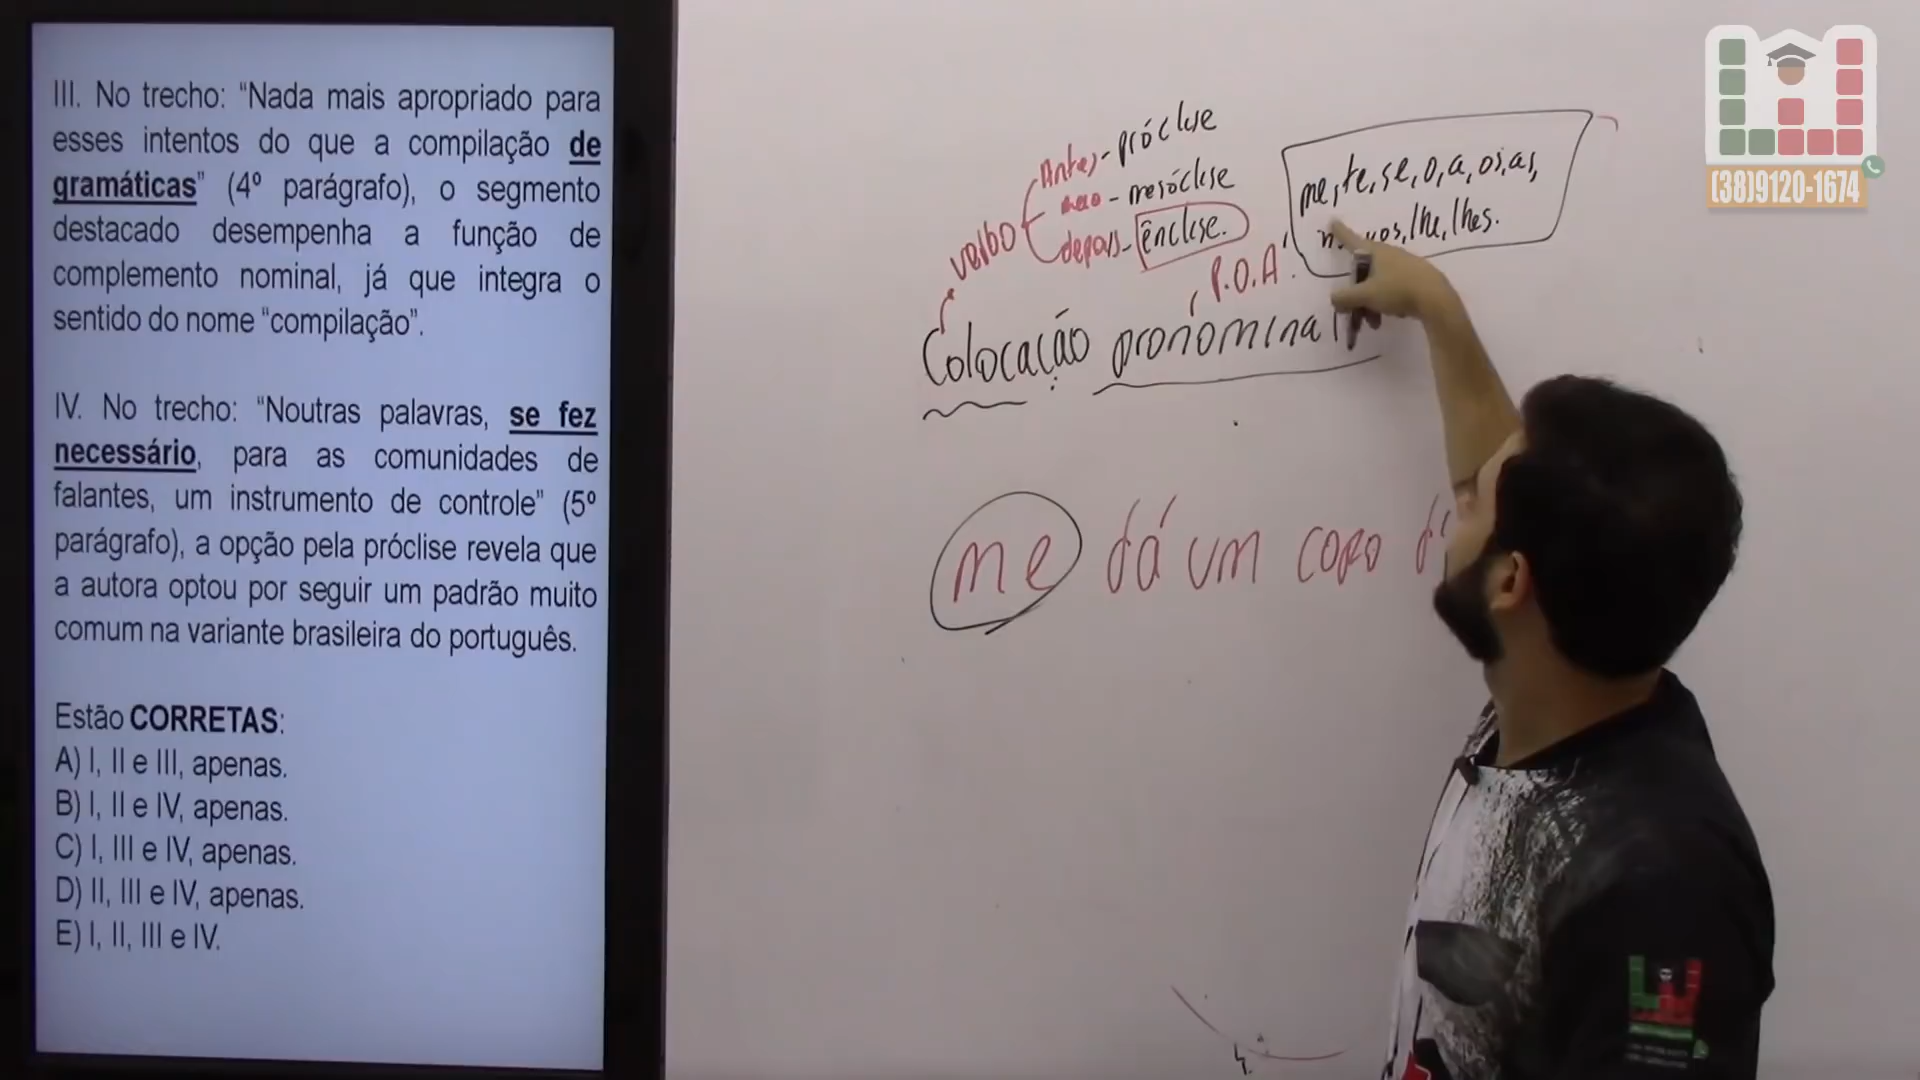 III. No trecho: “Nada mais apropriado para
esses intentos do que a compilação de
gramáticas” (4º parágrafo), o segmento
destacado desempenha a função de
complemento nominal, já que integra o
sentido do nome “compilação”.
IV. No trecho: “Noutras palavras, se fez
necessário, para as comunidades de
falantes, um instrumento de controle” (5º
parágrafo), a opção pela próclise revela que
a autora optou por seguir um padrão muito
comum na variante brasileira do português.
Estão CORRETAS:
A) I, II e III, apenas.
B) I, II e IV, apenas.
C) I, III e IV, apenas.
D) II, III e IV, apenas.
E) I, II, III e IV.
verbo
Antes - próclise
meio - mesóclise
depois - ênclise.
me, te, se, o, a, os, as,
vos, lhe, lhes.
P.O.A
Colocação pronominal
me dá um copo
(38)9120-1674